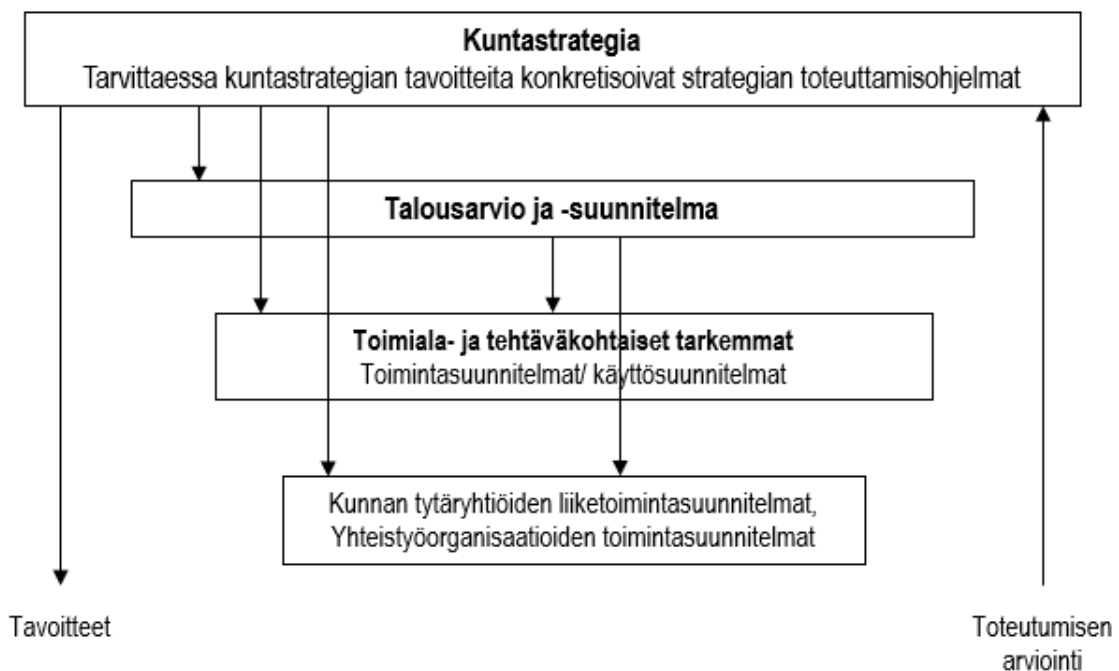 Kuntastrategia
Tarvittaessa kuntastrategian tavoitteita konkretisoivat strategian toteuttamisohjelmat
Talousarvio ja -suunnitelma
Toimiala- ja tehtäväkohtaiset tarkemmat
Toimintasuunnitelmat/ käyttösuunnitelmat
Kunnan tytäryhtiöiden liiketoimintasuunnitelmat,
Yhteistyöorganisaatioiden toimintasuunnitelmat
Tavoitteet
Toteutumisen
arviointi